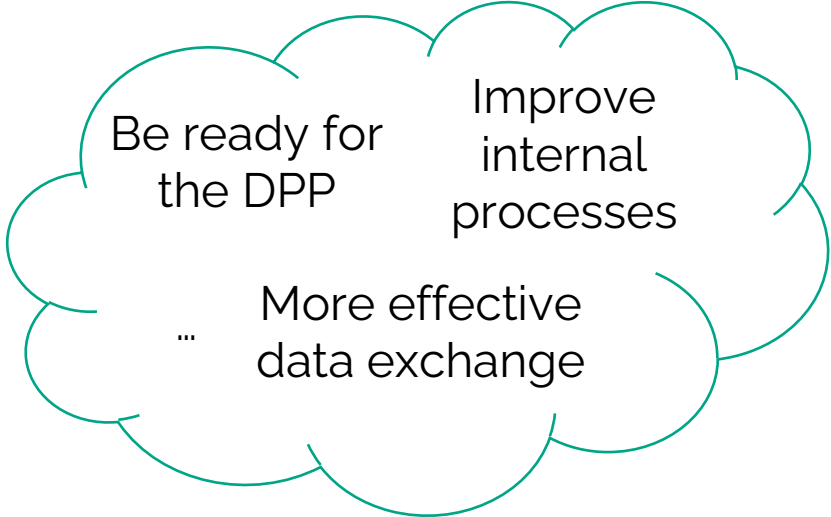 Be ready for
the DPP
Improve
internal
processes
...
More effective
data exchange